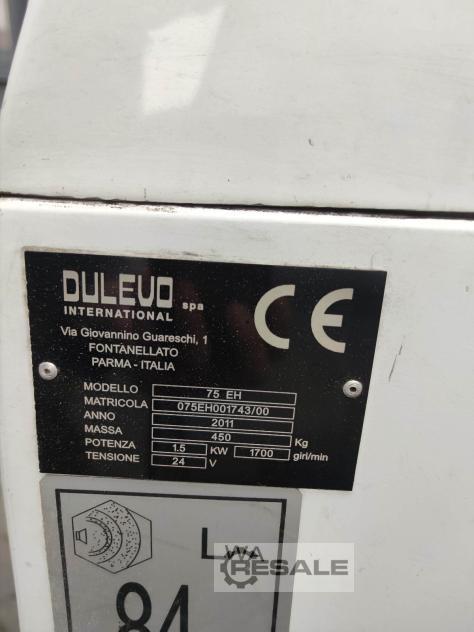 DULEVO spa
INTERNATIONAL
CE
Via Giovannino Guareschi, 1
FONTANELLATO
PARMA - ITALIA
MODELLO 75 EH
MATRICOLA 075EH001743/00
ANNO 2011
MASSA 450 Kg
POTENZA 1.5 KW 1700 giri/min
TENSIONE 24 V
LWA
RESALE
84